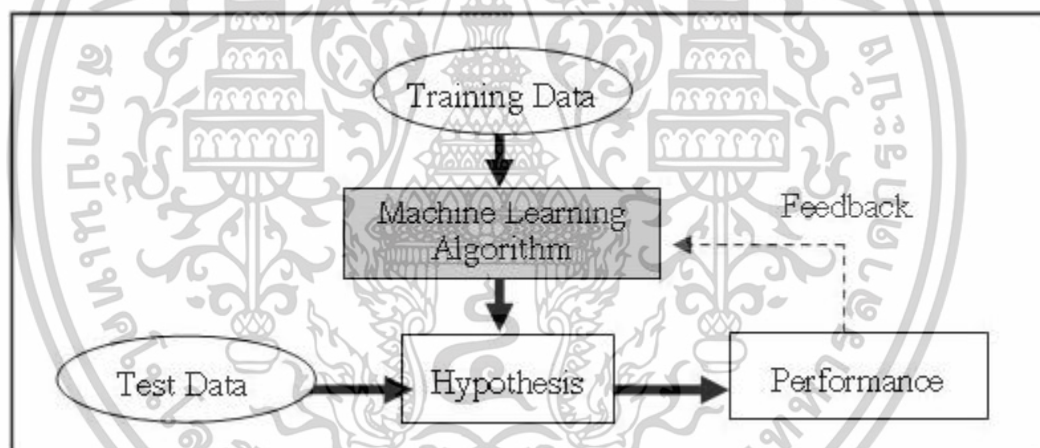 Training Data
Machine Learning
Algorithm
Feedback
Test Data
Hypothesis
Performance